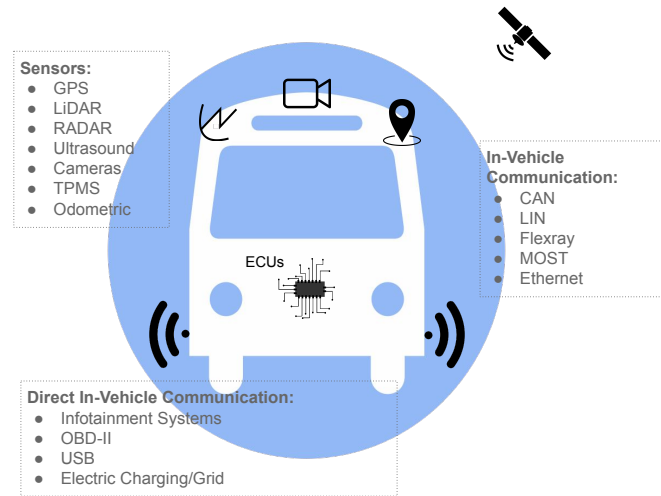 Sensors:
● GPS
● LiDAR
● RADAR
● Ultrasound
● Cameras
● TPMS
● Odometric
In-Vehicle
Communication:
● CAN
● LIN
● Flexray
● MOST
● Ethernet
ECUs
Direct In-Vehicle Communication:
● Infotainment Systems
● OBD-II
● USB
● Electric Charging/Grid